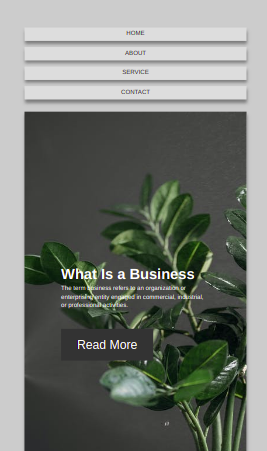 HOME
ABOUT
SERVICE
CONTACT
What Is a Business
The term business refers to an organization or
enterprising entity engaged in commercial, industrial,
or professional activities.
Read More